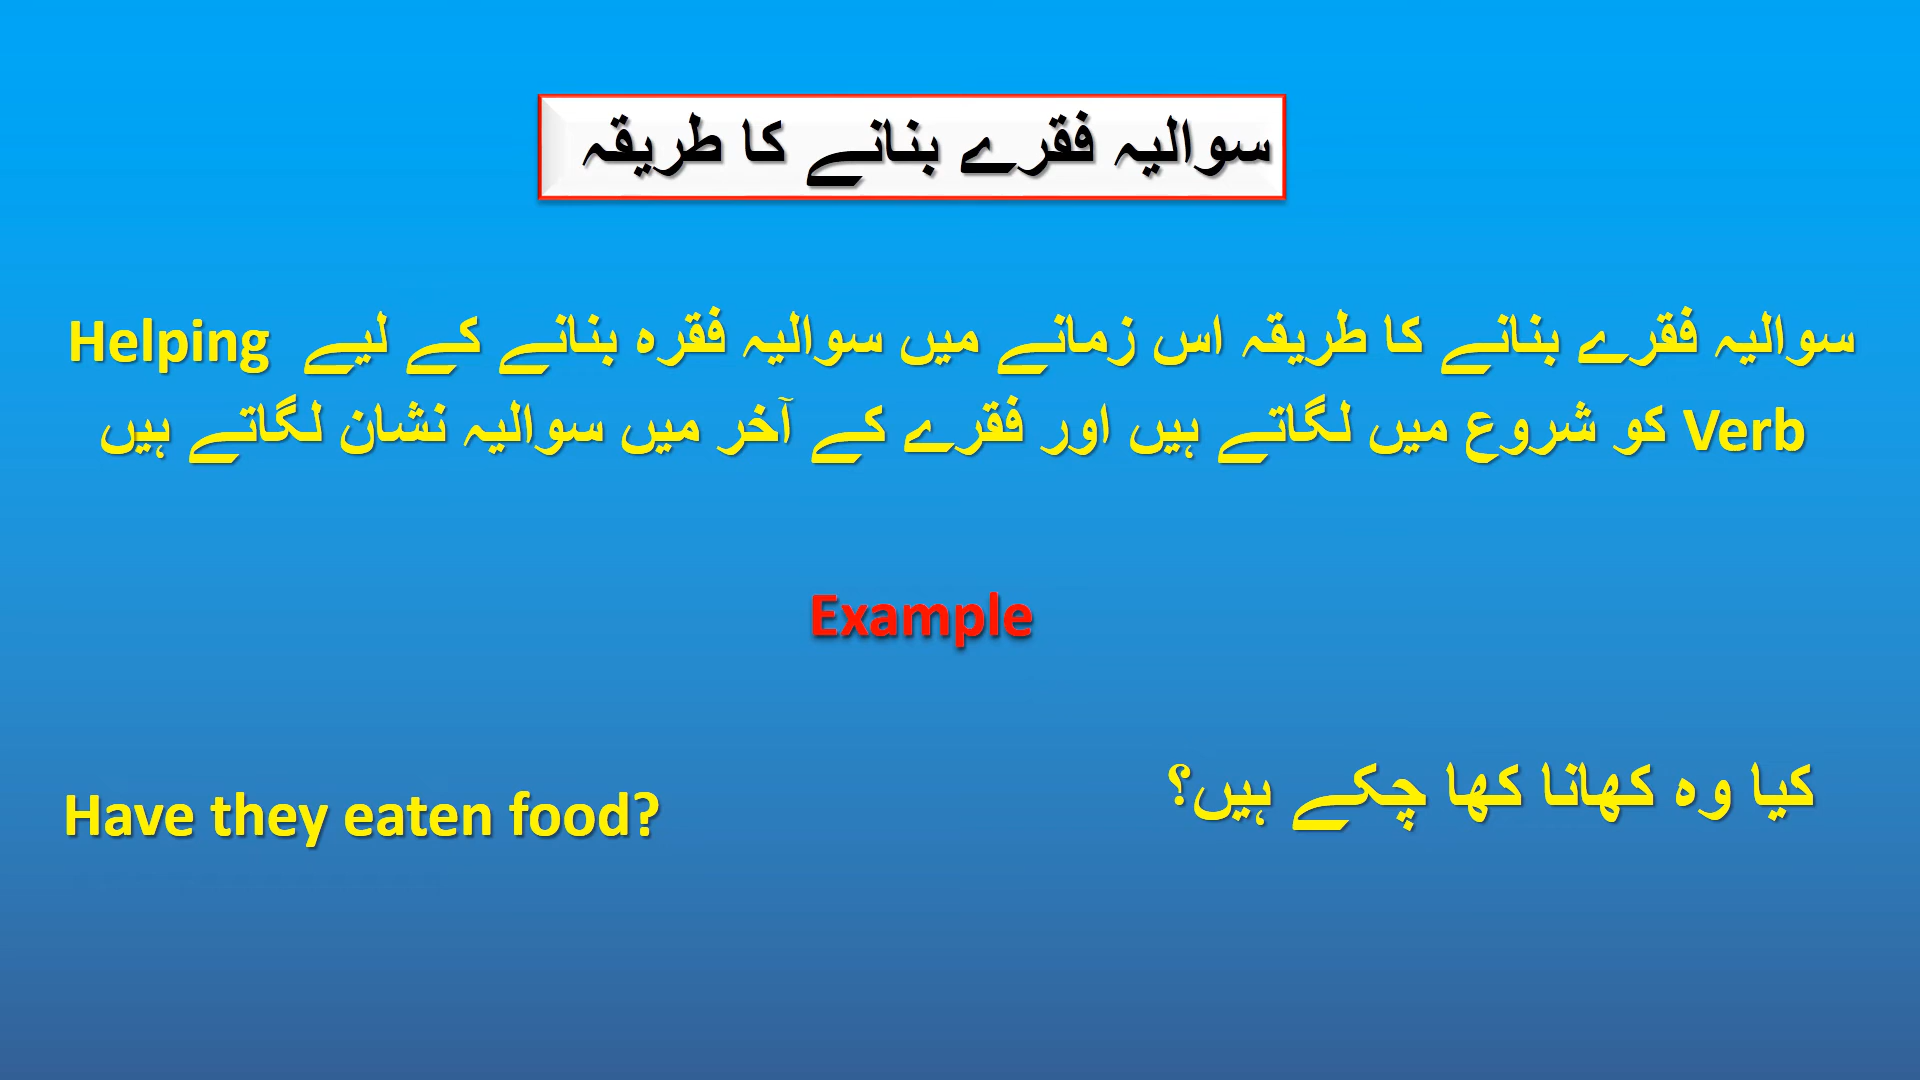 سوالیہ فقرے بنانے کا طریقہ
سوالیہ فقرے بنانے کا طریقہ اس زمانے میں سوالیہ فقرہ بنانے کے لیے Helping
Verb کو شروع میں لگاتے ہیں اور فقرے کے آخر میں سوالیہ نشان لگاتے ہیں
Example
کیا وہ کھانا کھا چکے ہیں؟
Have they eaten food?